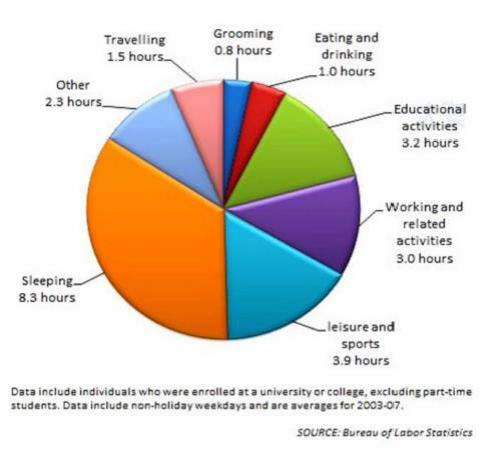 Grooming
0.8 hours
Eating and
drinking
1.0 hours
Educational
activities
3.2 hours
Working and
related
activities
3.0 hours
leisure and
sports
3.9 hours
Sleeping
8.3 hours
Other
2.3 hours
Travelling
1.5 hours
Data include individuals who were enrolled at a university or college, excluding part-time
students. Data include non-holiday weekdays and are averages for 2003-07.
SOURCE: Bureau of Labor Statistics